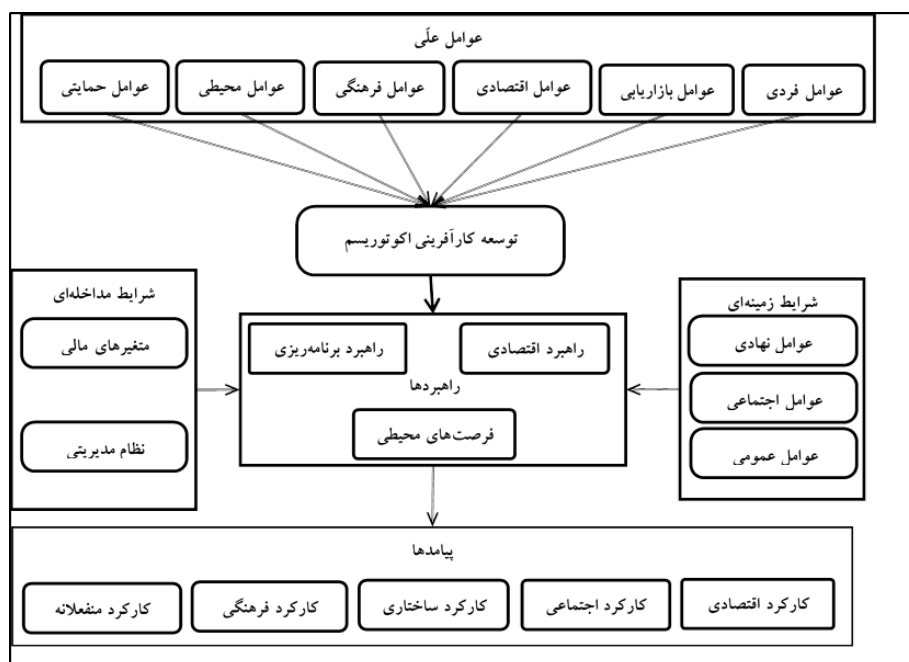 عوامل علّی
عوامل فردی
عوامل بازاریابی
عوامل اقتصادی
عوامل فرهنگی
عوامل محیطی
عوامل حمایتی
توسعه کارآفرینی اکوتوریسم
شرایط زمینه‌ای
عوامل نهادی
عوامل اجتماعی
عوامل عمومی
راهبرد اقتصادی
راهبرد برنامه‌ریزی
راهبردها
فرصت‌های محیطی
شرایط مداخله‌ای
متغیرهای مالی
نظام مدیریتی
پیامدها
کارکرد اقتصادی
کارکرد اجتماعی
کارکرد ساختاری
کارکرد فرهنگی
کارکرد منفعلانه